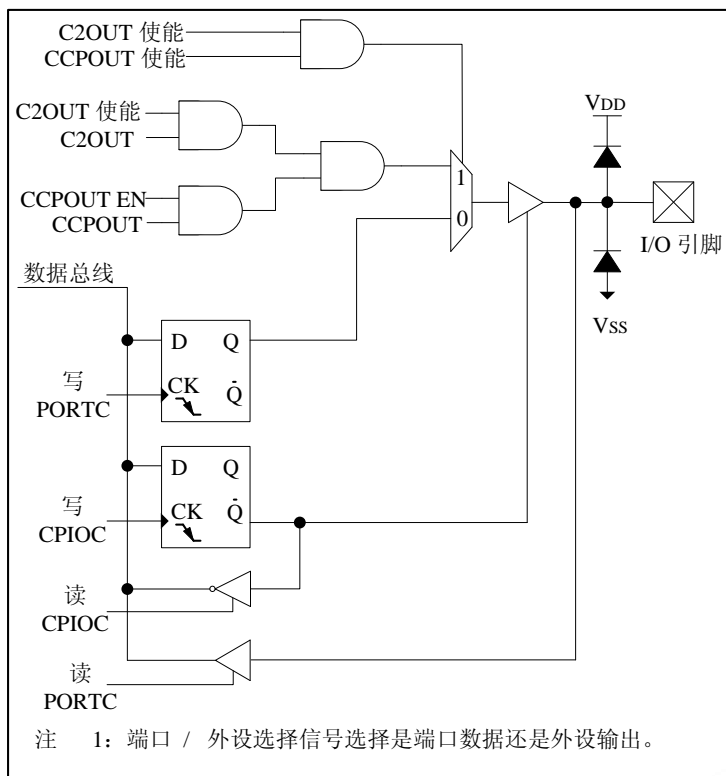 C2OUT 使能
CCPOUT 使能
C2OUT 使能
C2OUT
CCPOUT EN
CCPOUT
VDD
1
0
I/O 引脚
VSS
数据总线
D Q
写
PORTC
CK Q̄
D Q
写
CPIOC
CK Q̄
读
CPIOC
读
PORTC
注 1: 端口 / 外设选择信号选择是端口数据还是外设输出。